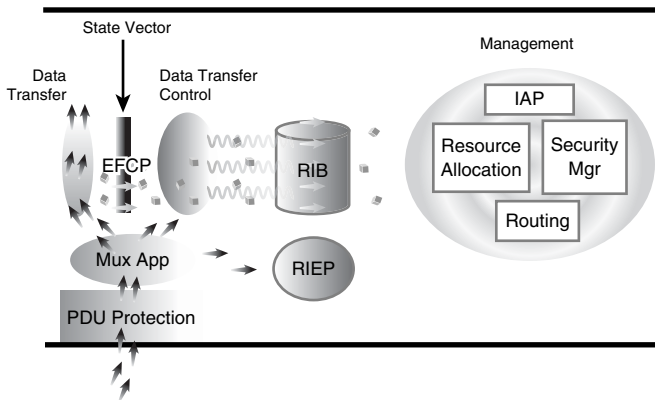 State Vector
Data
Transfer
Data Transfer
Control
EFCP
RIB
Mux App
RIEP
PDU Protection
Management
IAP
Resource
Allocation
Security
Mgr
Routing